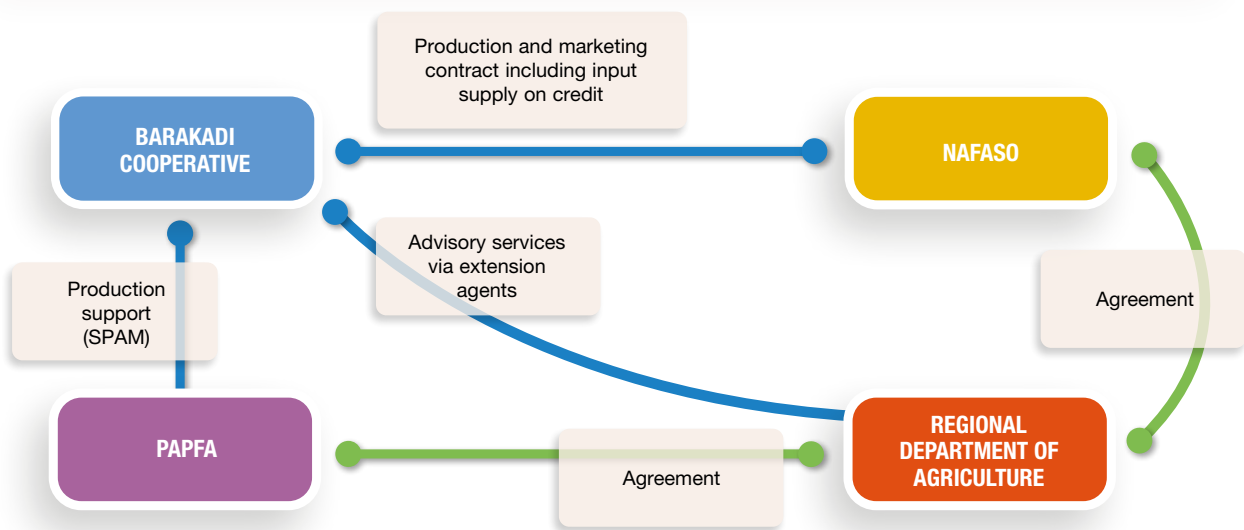 Production and marketing
contract including input
supply on credit
BARAKADI
COOPERATIVE
NAFASO
Advisory services
via extension
agents
Production
support
(SPAM)
Agreement
PAPFA
Agreement
REGIONAL
DEPARTMENT OF
AGRICULTURE